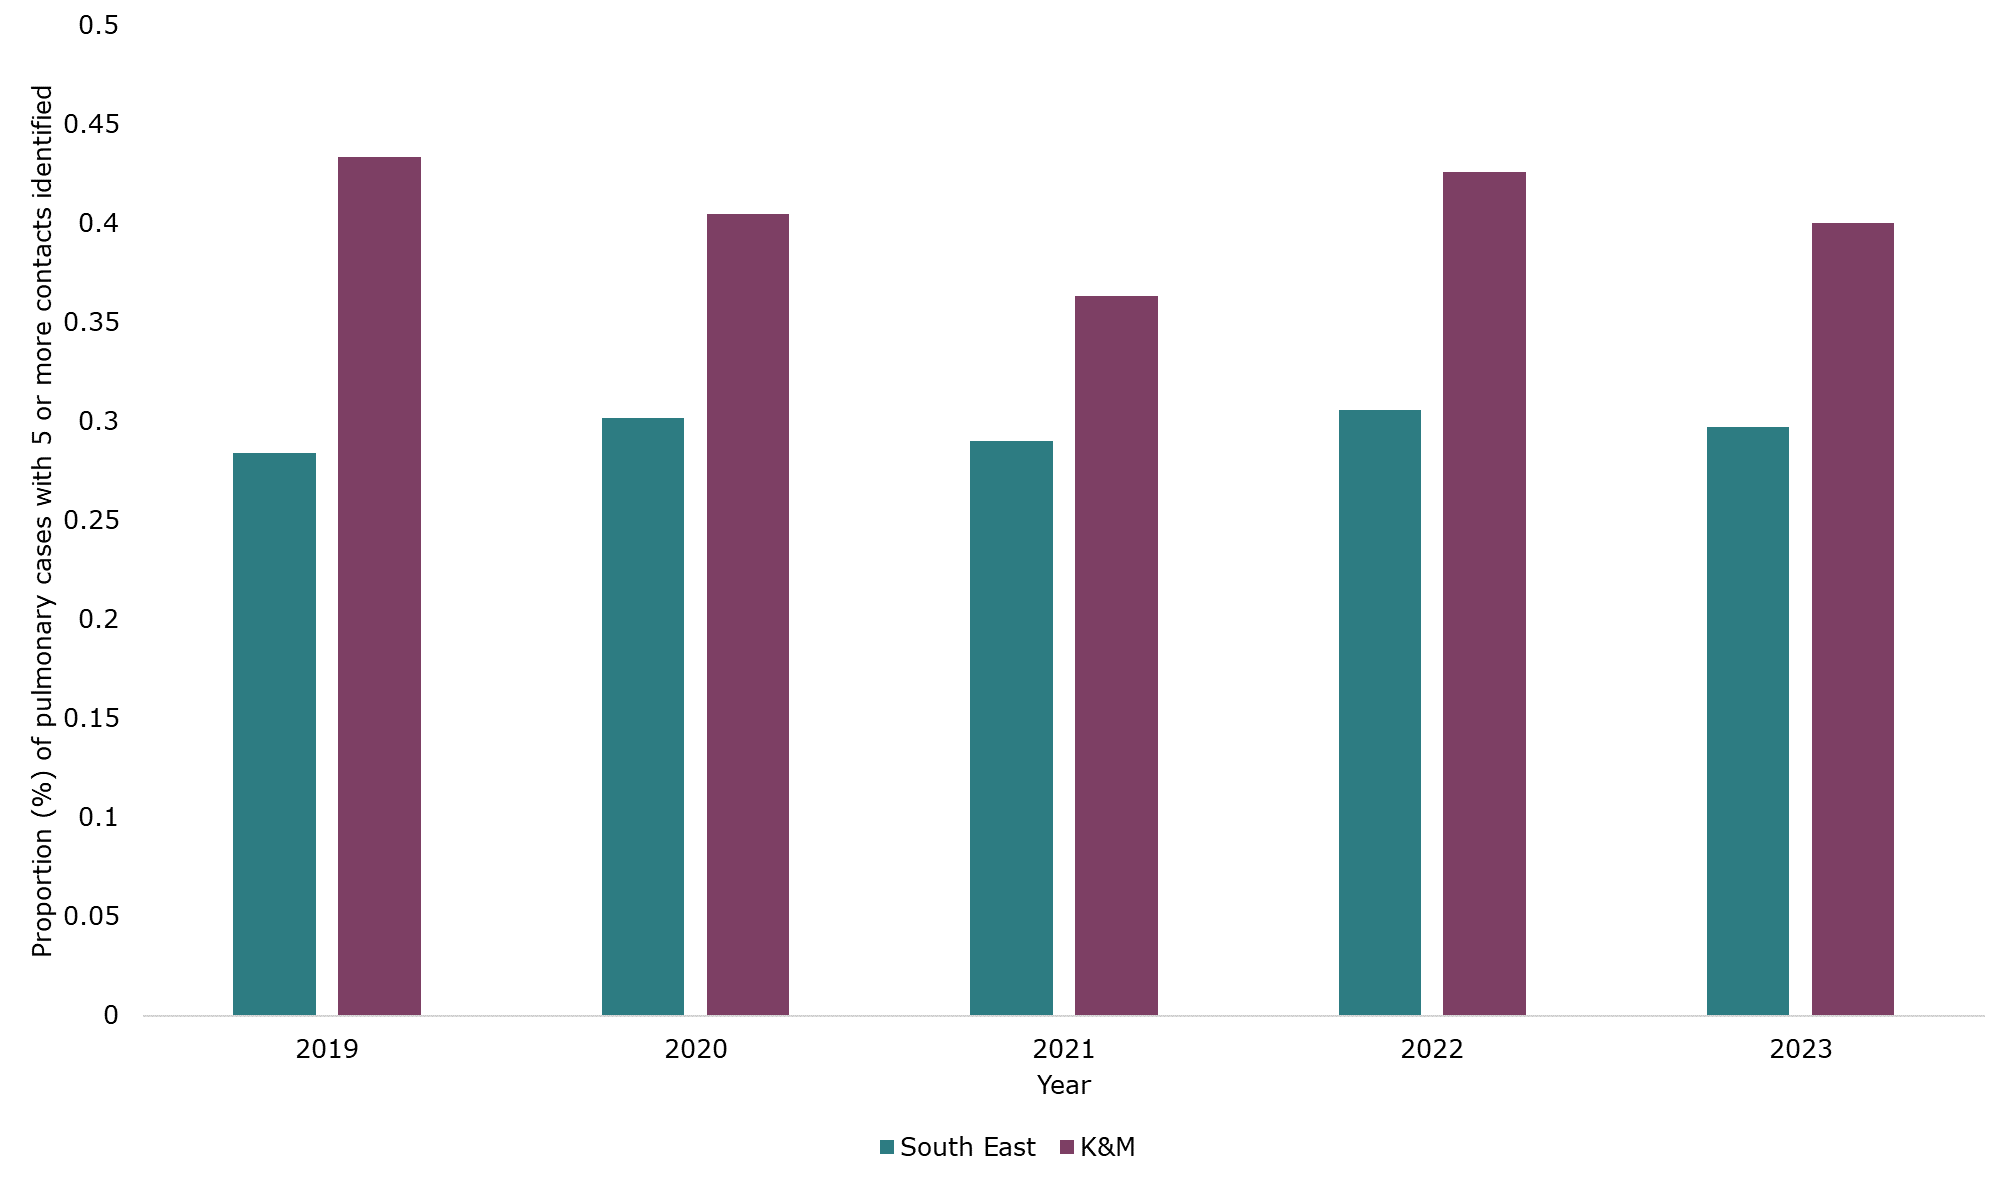 Proportion (%) of pulmonary cases with 5 or more contacts identified
0.5
0.45
0.4
0.35
0.3
0.25
0.2
0.15
0.1
0.05
0
2019 2020 2021 2022 2023
Year
South East K&M